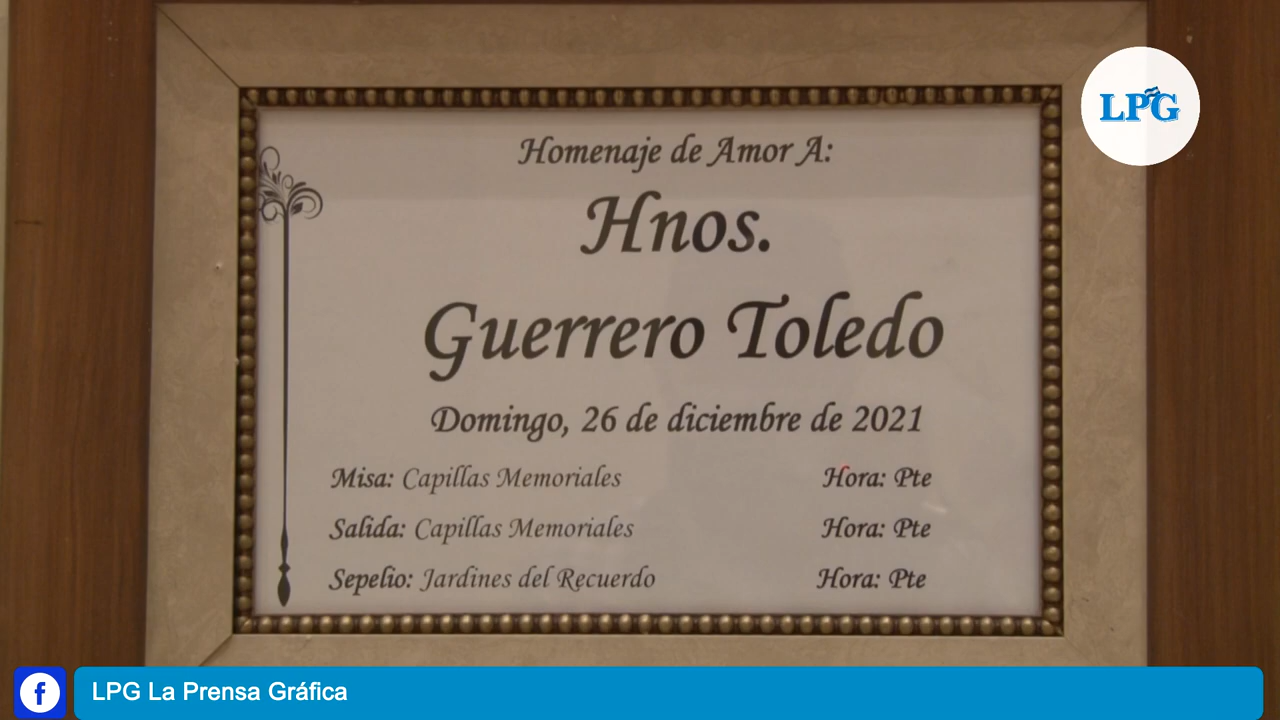 LPG
Homenaje de Amor A:
Hnos.
Guerrero Toledo
Domingo, 26 de diciembre de 2021
Misa: Capillas Memoriales Hora: Pte
Salida: Capillas Memoriales Hora: Pte
Sepelio: Jardines del Recuerdo Hora: Pte
f LPG La Prensa Gráfica